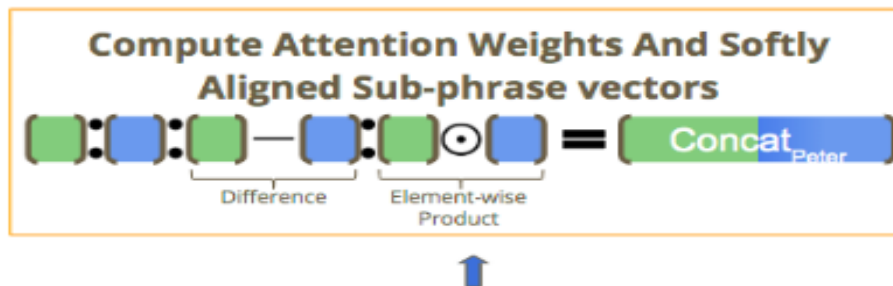 Compute Attention Weights And Softly
Aligned Sub-phrase vectors
[ ] : [ ] : [ ] — [ ] : [ ] ⊙ [ ] = [Concat Peter]
Difference
Element-wise
Product